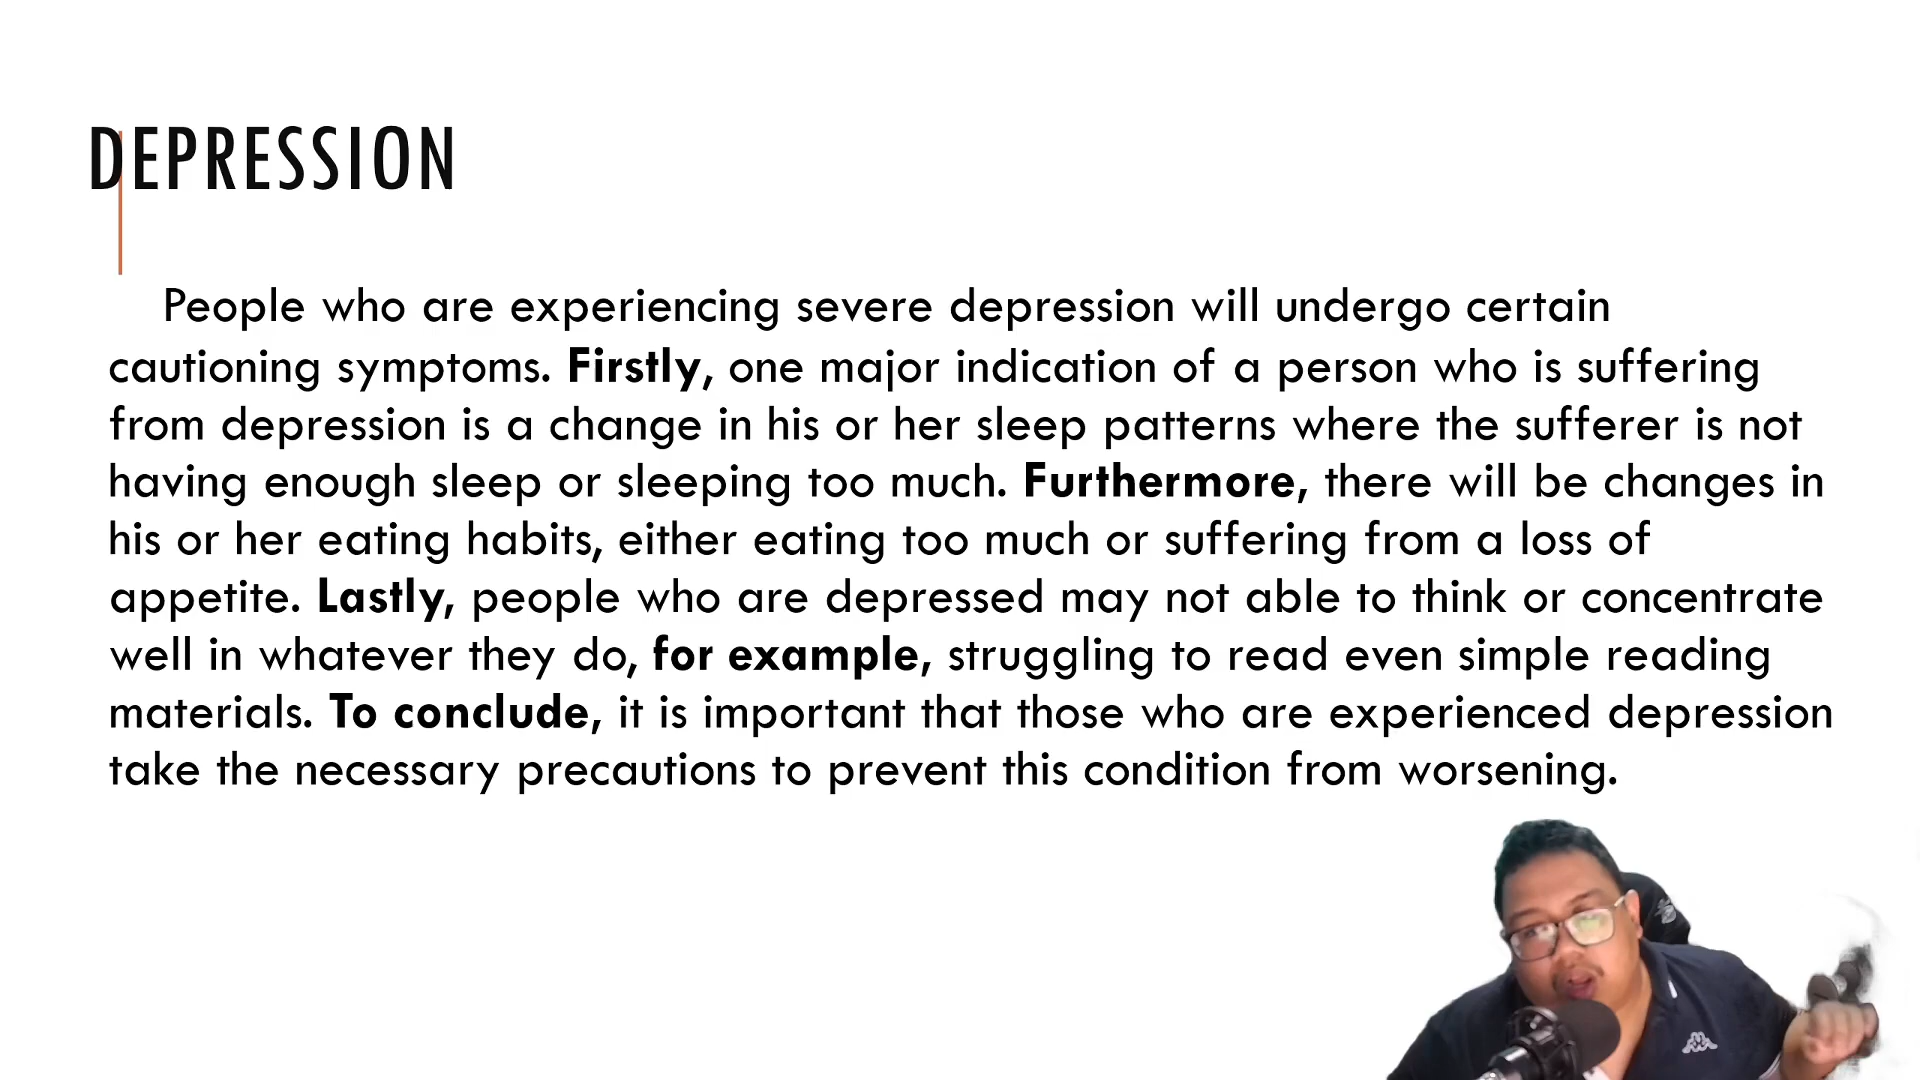 DEPRESSION
People who are experiencing severe depression will undergo certain
cautioning symptoms. Firstly, one major indication of a person who is suffering
from depression is a change in his or her sleep patterns where the sufferer is not
having enough sleep or sleeping too much. Furthermore, there will be changes in
his or her eating habits, either eating too much or suffering from a loss of
appetite. Lastly, people who are depressed may not able to think or concentrate
well in whatever they do, for example, struggling to read even simple reading
materials. To conclude, it is important that those who are experienced depression
take the necessary precautions to prevent this condition from worsening.